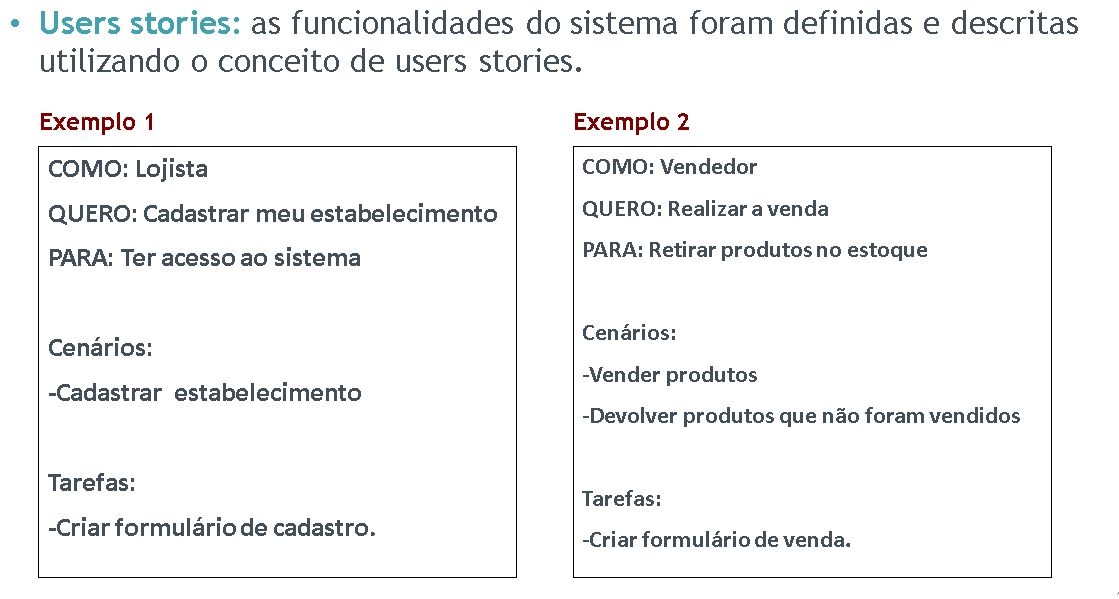 • Users stories: as funcionalidades do sistema foram definidas e descritas
utilizando o conceito de users stories.
Exemplo 1
COMO: Lojista
QUERO: Cadastrar meu estabelecimento
PARA: Ter acesso ao sistema
Cenários:
-Cadastrar estabelecimento
Tarefas:
-Criar formulário de cadastro.
Exemplo 2
COMO: Vendedor
QUERO: Realizar a venda
PARA: Retirar produtos no estoque
Cenários:
-Vender produtos
-Devolver produtos que não foram vendidos
Tarefas:
-Criar formulário de venda.